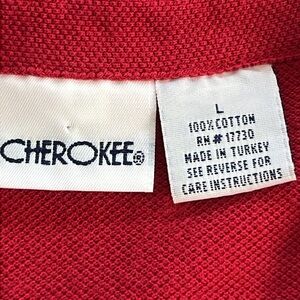 CHEROKEE®
L
100% COTTON
RN # 17730
MADE IN TURKEY
SEE REVERSE FOR
CARE INSTRUCTIONS